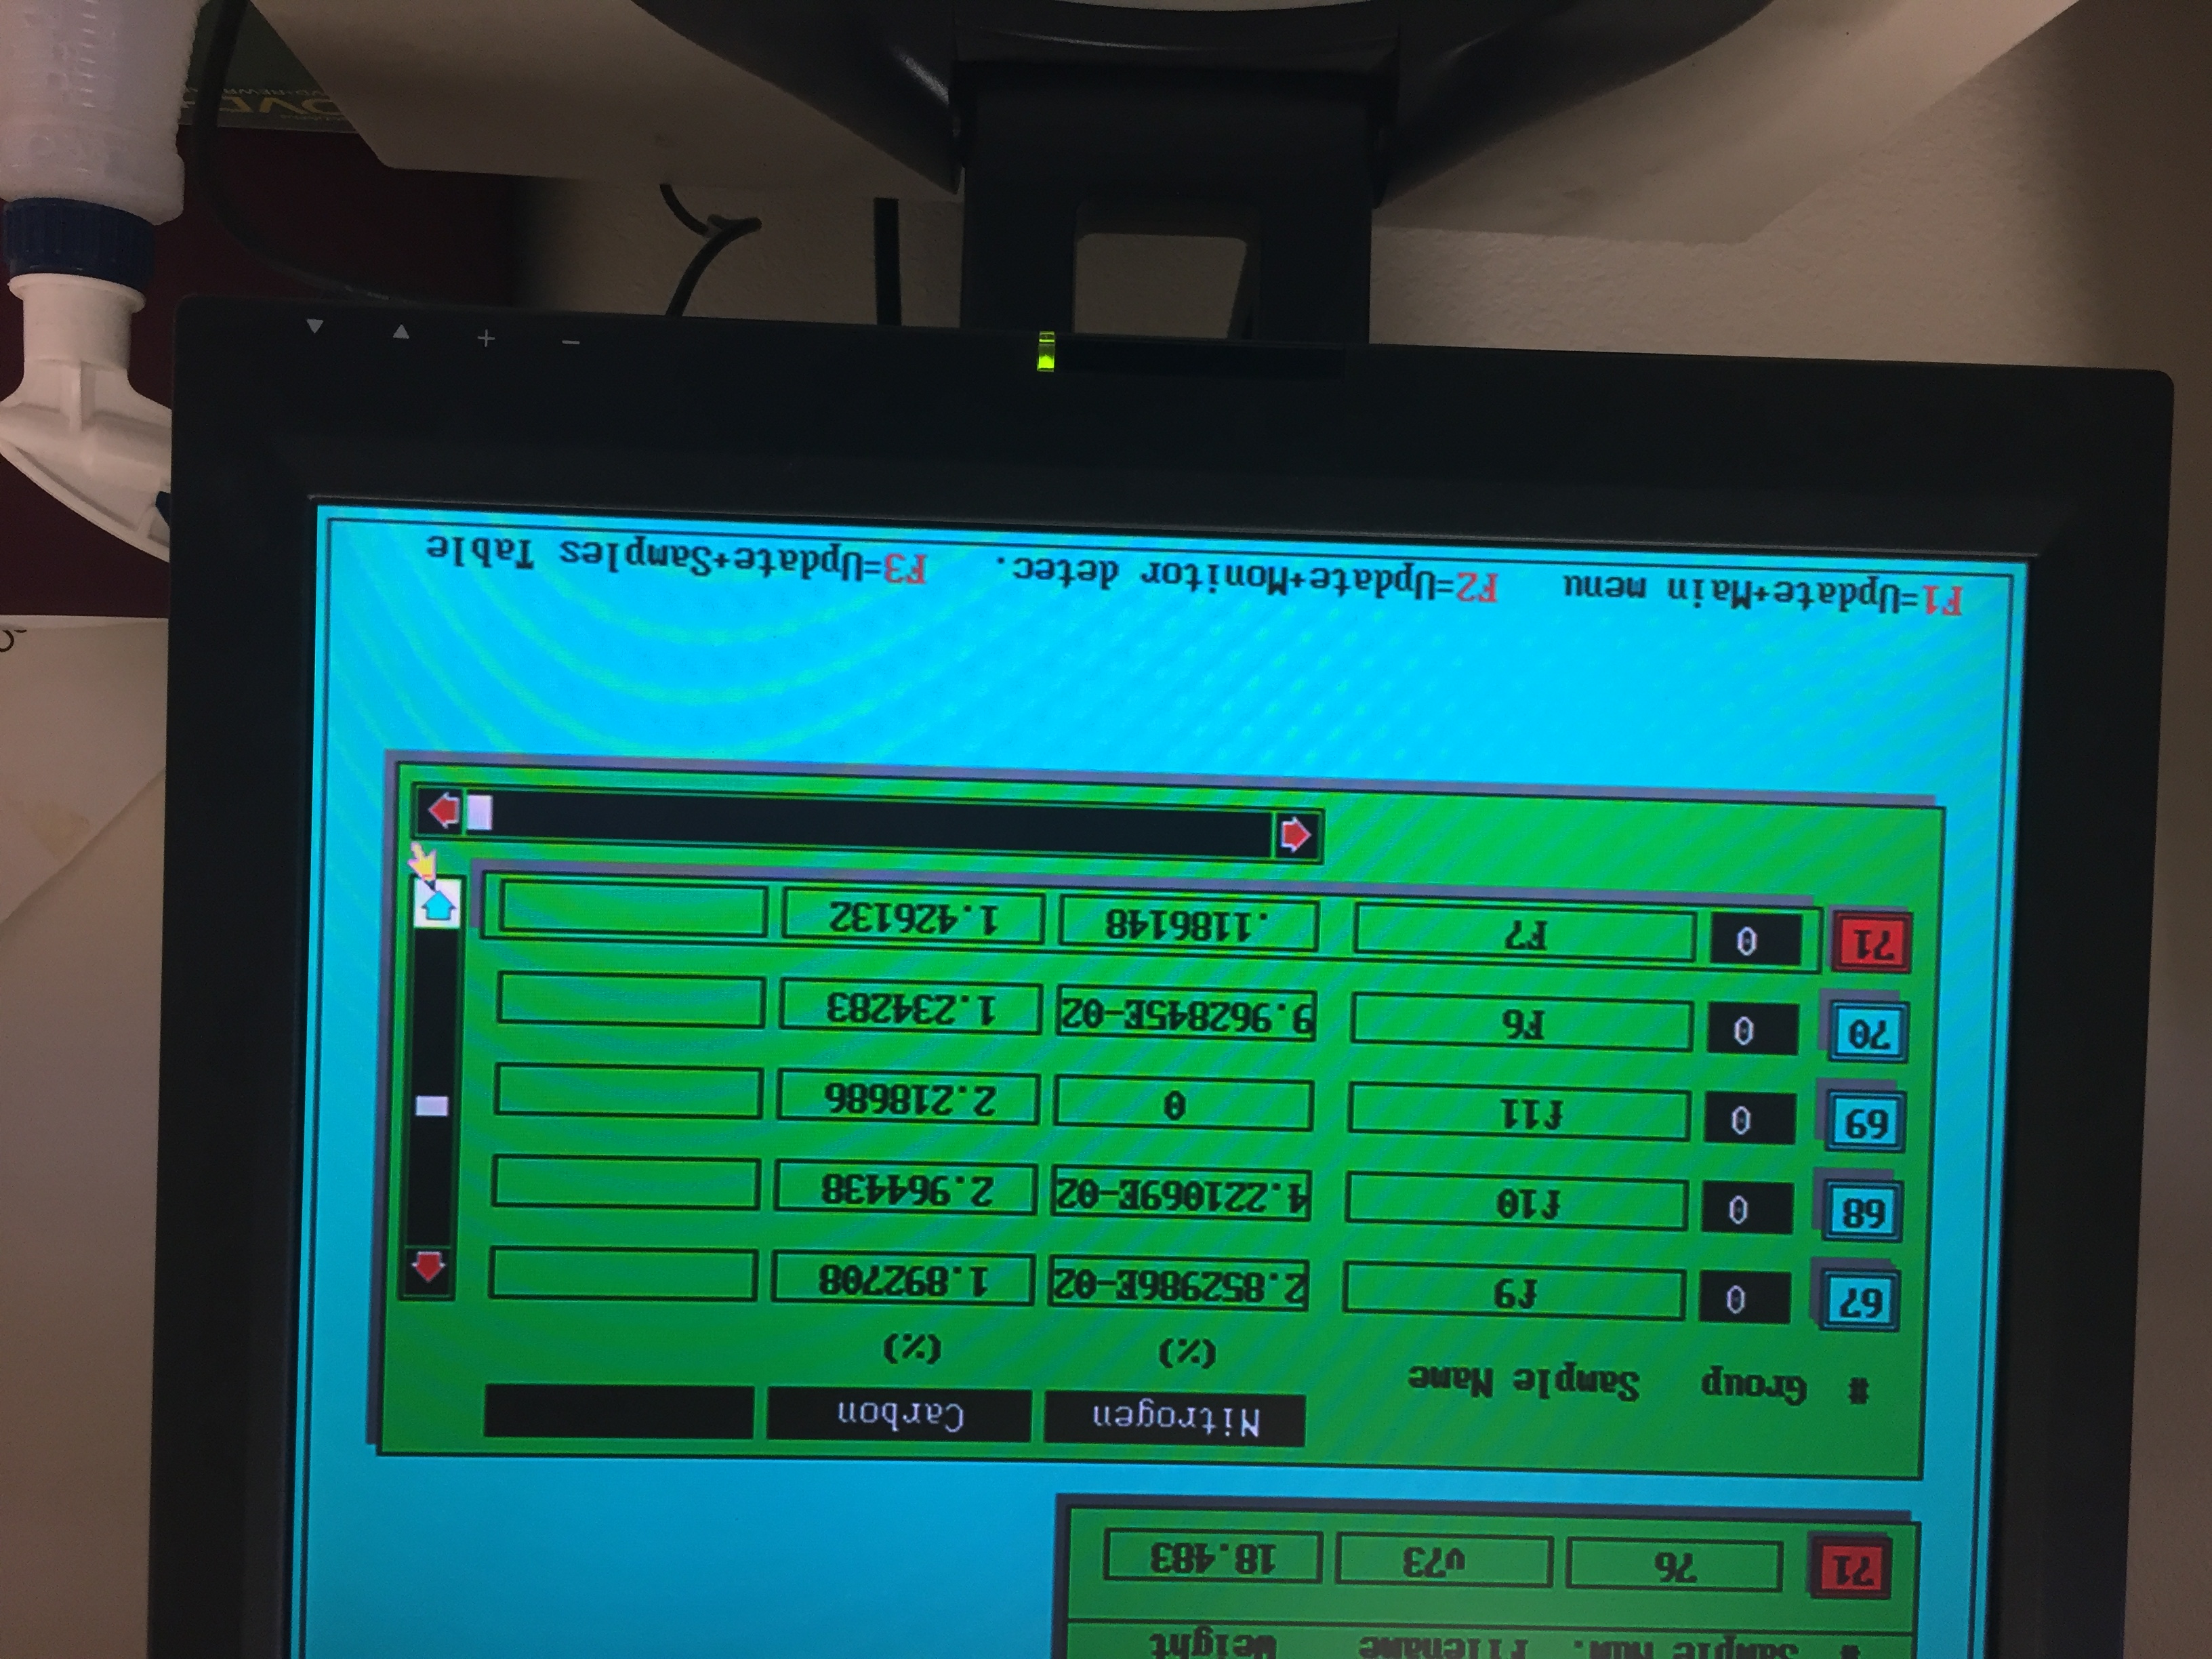 # Sample Num. Filename Weight
71 76 v73 18.483
Nitrogen Carbon
# Group Sample Name
(%) (%)
67 0 f9 2.852986E-02 1.892708
68 0 f10 4.221069E-02 2.964438
69 0 f11 0 2.218686
70 0 F6 9.962845E-02 1.234283
71 0 F7 .1186148 1.426132
F1=Update+Main menu F2=Update+Monitor detec. F3=Update+Samples Table
− +